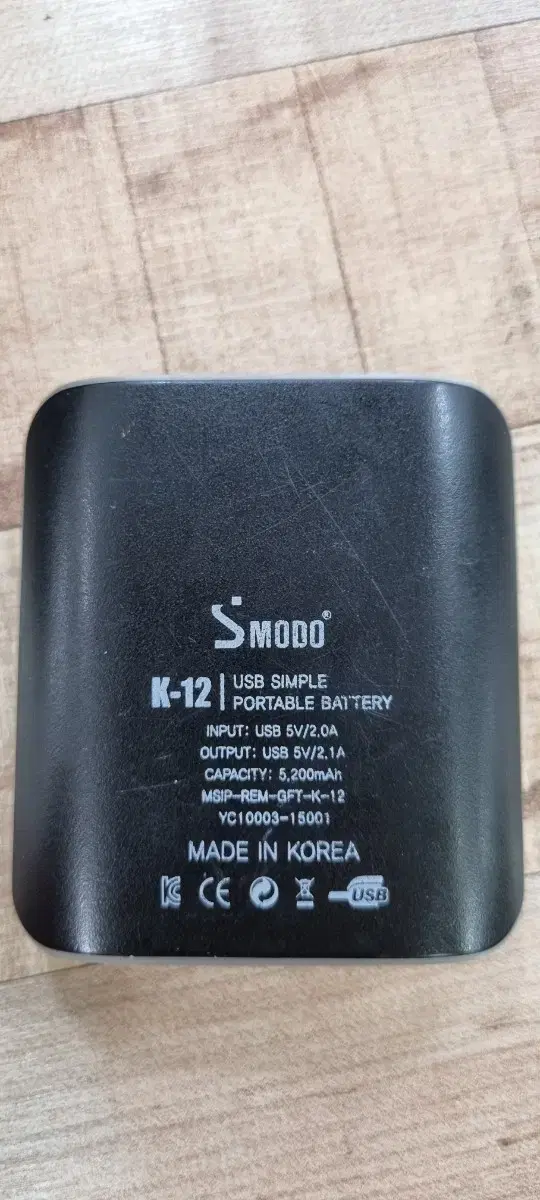 SMODO®
K-12 | USB SIMPLE
PORTABLE BATTERY
INPUT: USB 5V/2.0A
OUTPUT: USB 5V/2.1A
CAPACITY: 5,200mAh
MSIP-REM-GFT-K-12
YC10003-15001
MADE IN KOREA
KC CE USB